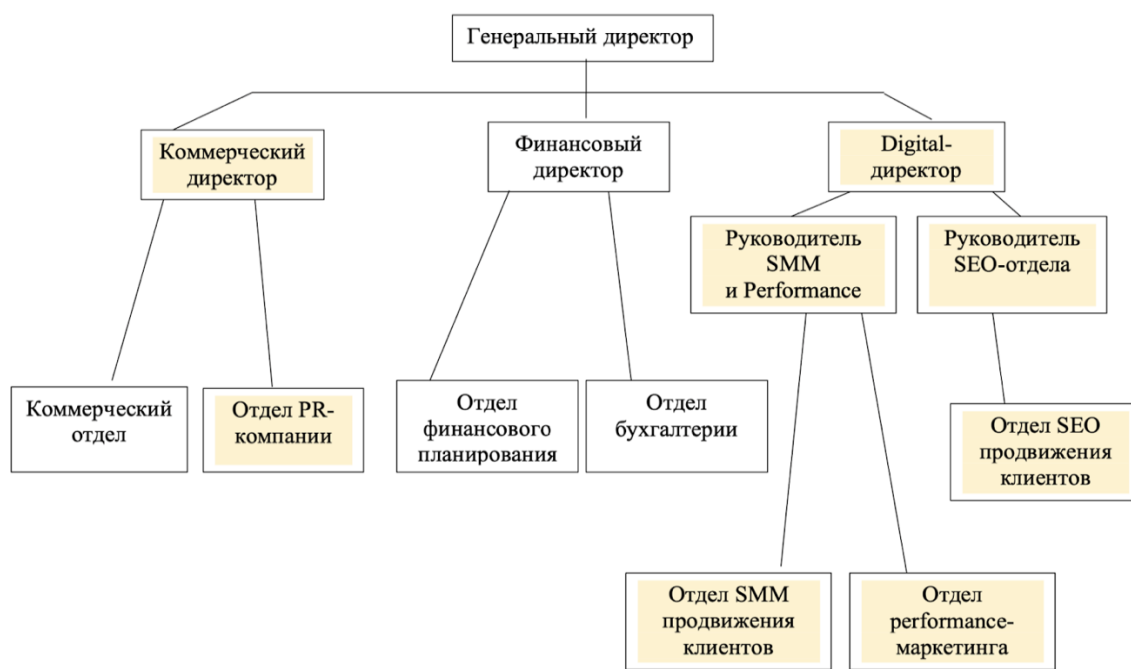 Генеральный директор
Коммерческий
директор
Финансовый
директор
Digital-
директор
Руководитель
SMM
и Performance
Руководитель
SEO-отдела
Коммерческий
отдел
Отдел PR-
компании
Отдел
финансового
планирования
Отдел
бухгалтерии
Отдел SEO
продвижения
клиентов
Отдел SMM
продвижения
клиентов
Отдел
performance-
маркетинга